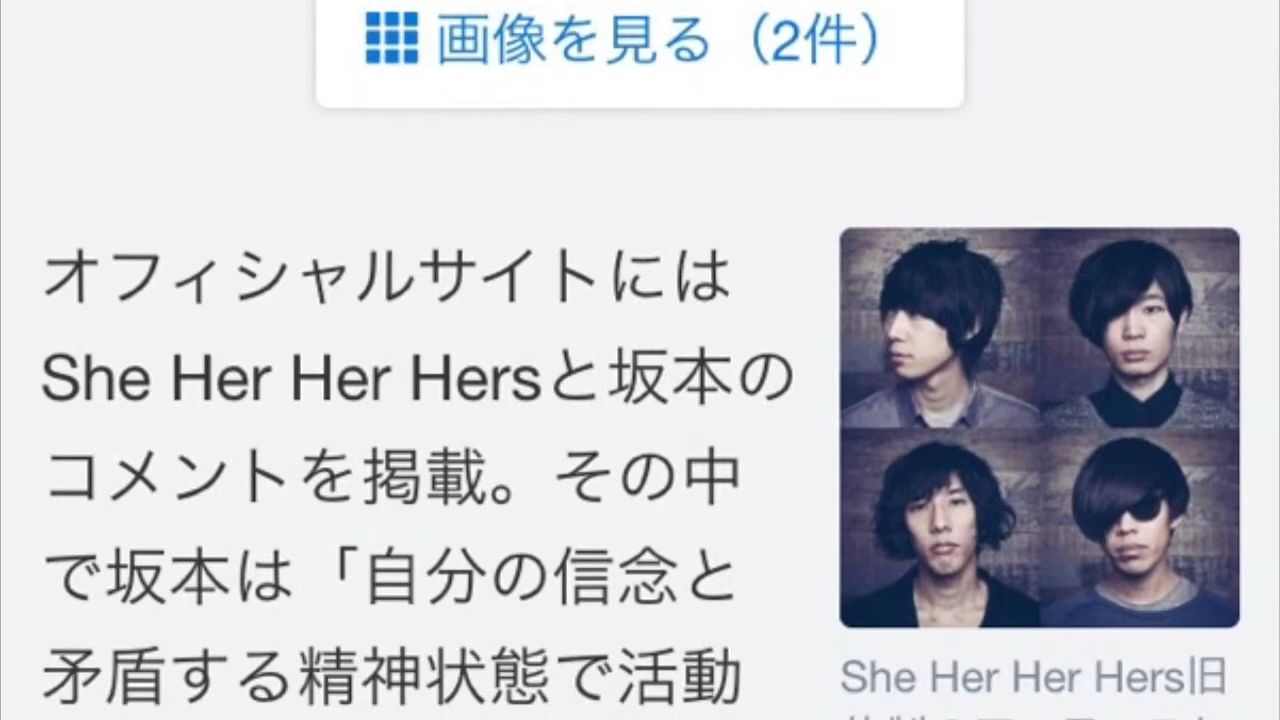 画像を見る（2件）
オフィシャルサイトには
She Her Her Hersと坂本の
コメントを掲載。その中
で坂本は「自分の信念と
矛盾する精神状態で活動
She Her Her Hers旧